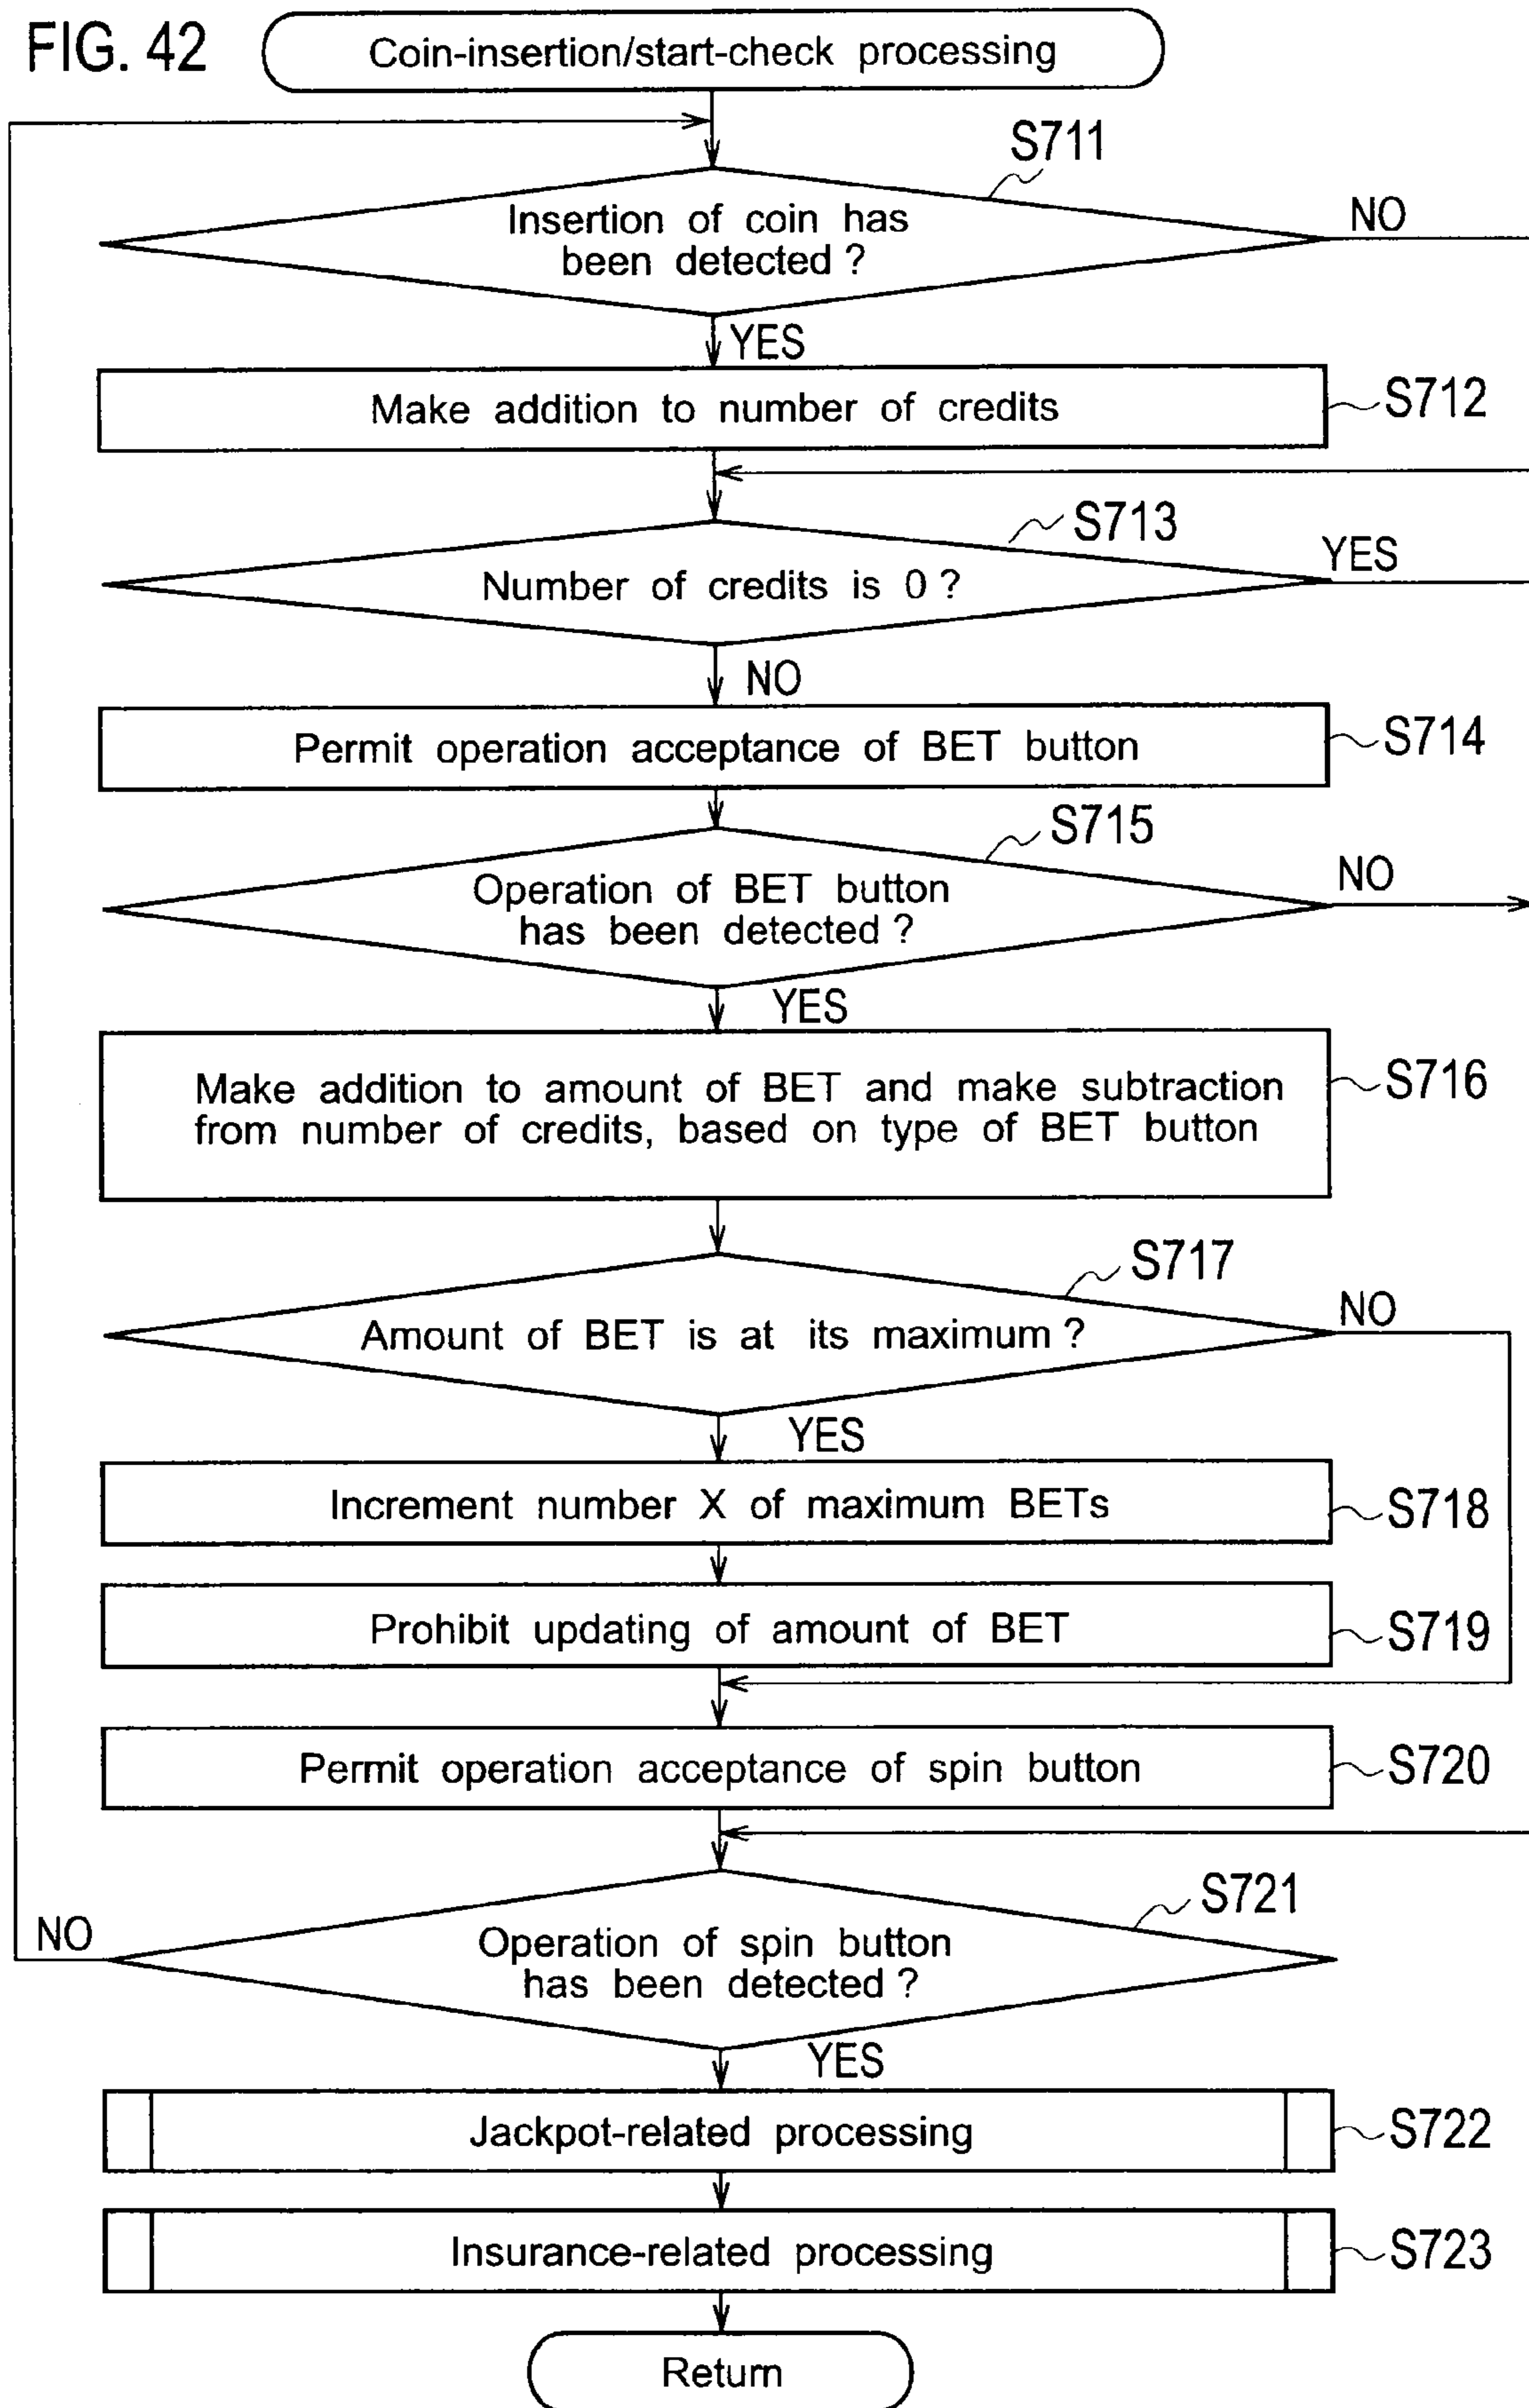 FIG. 42
Coin-insertion/start-check processing
S711
Insertion of coin has
been detected ?
NO
YES
Make addition to number of credits
S712
S713
Number of credits is 0 ?
YES
NO
Permit operation acceptance of BET button
S714
S715
Operation of BET button
has been detected ?
NO
YES
Make addition to amount of BET and make subtraction
from number of credits, based on type of BET button
S716
S717
Amount of BET is at its maximum ?
NO
YES
Increment number X of maximum BETs
S718
Prohibit updating of amount of BET
S719
Permit operation acceptance of spin button
S720
S721
NO
Operation of spin button
has been detected ?
YES
Jackpot-related processing
S722
Insurance-related processing
S723
Return